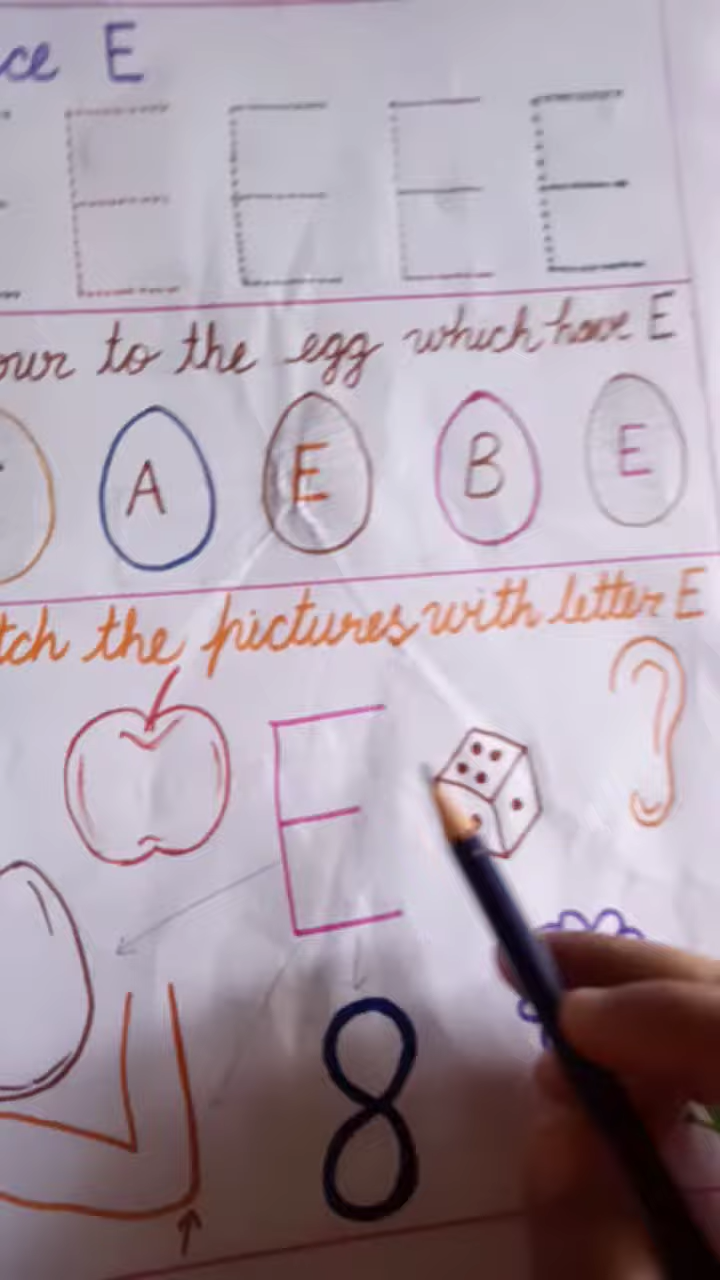 ce E
E E E E
our to the egg which have E
A E B E
tch the pictures with letter E
E
8